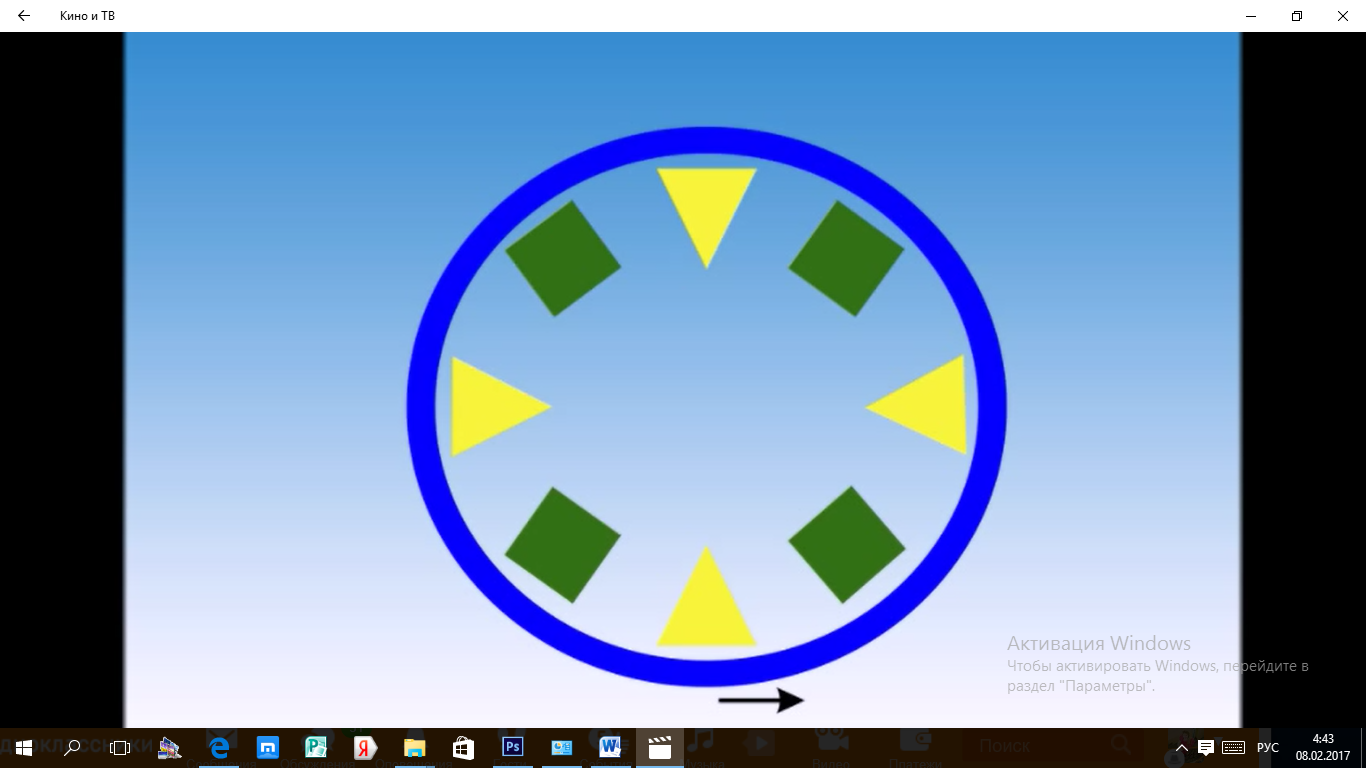 Кино и ТВ
Активация Windows
Чтобы активировать Windows, перейдите в
раздел "Параметры".
Поиск
РУС
4:43
08.02.2017